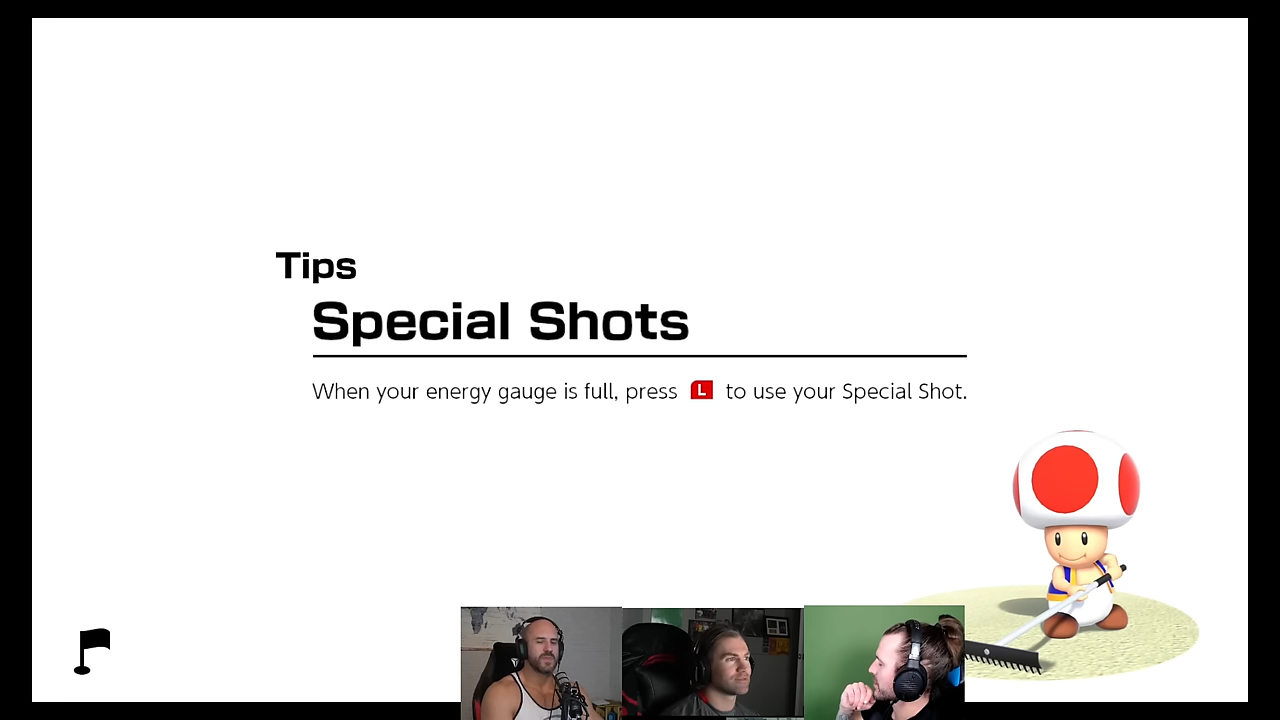 Tips
Special Shots
When your energy gauge is full, press L to use your Special Shot.